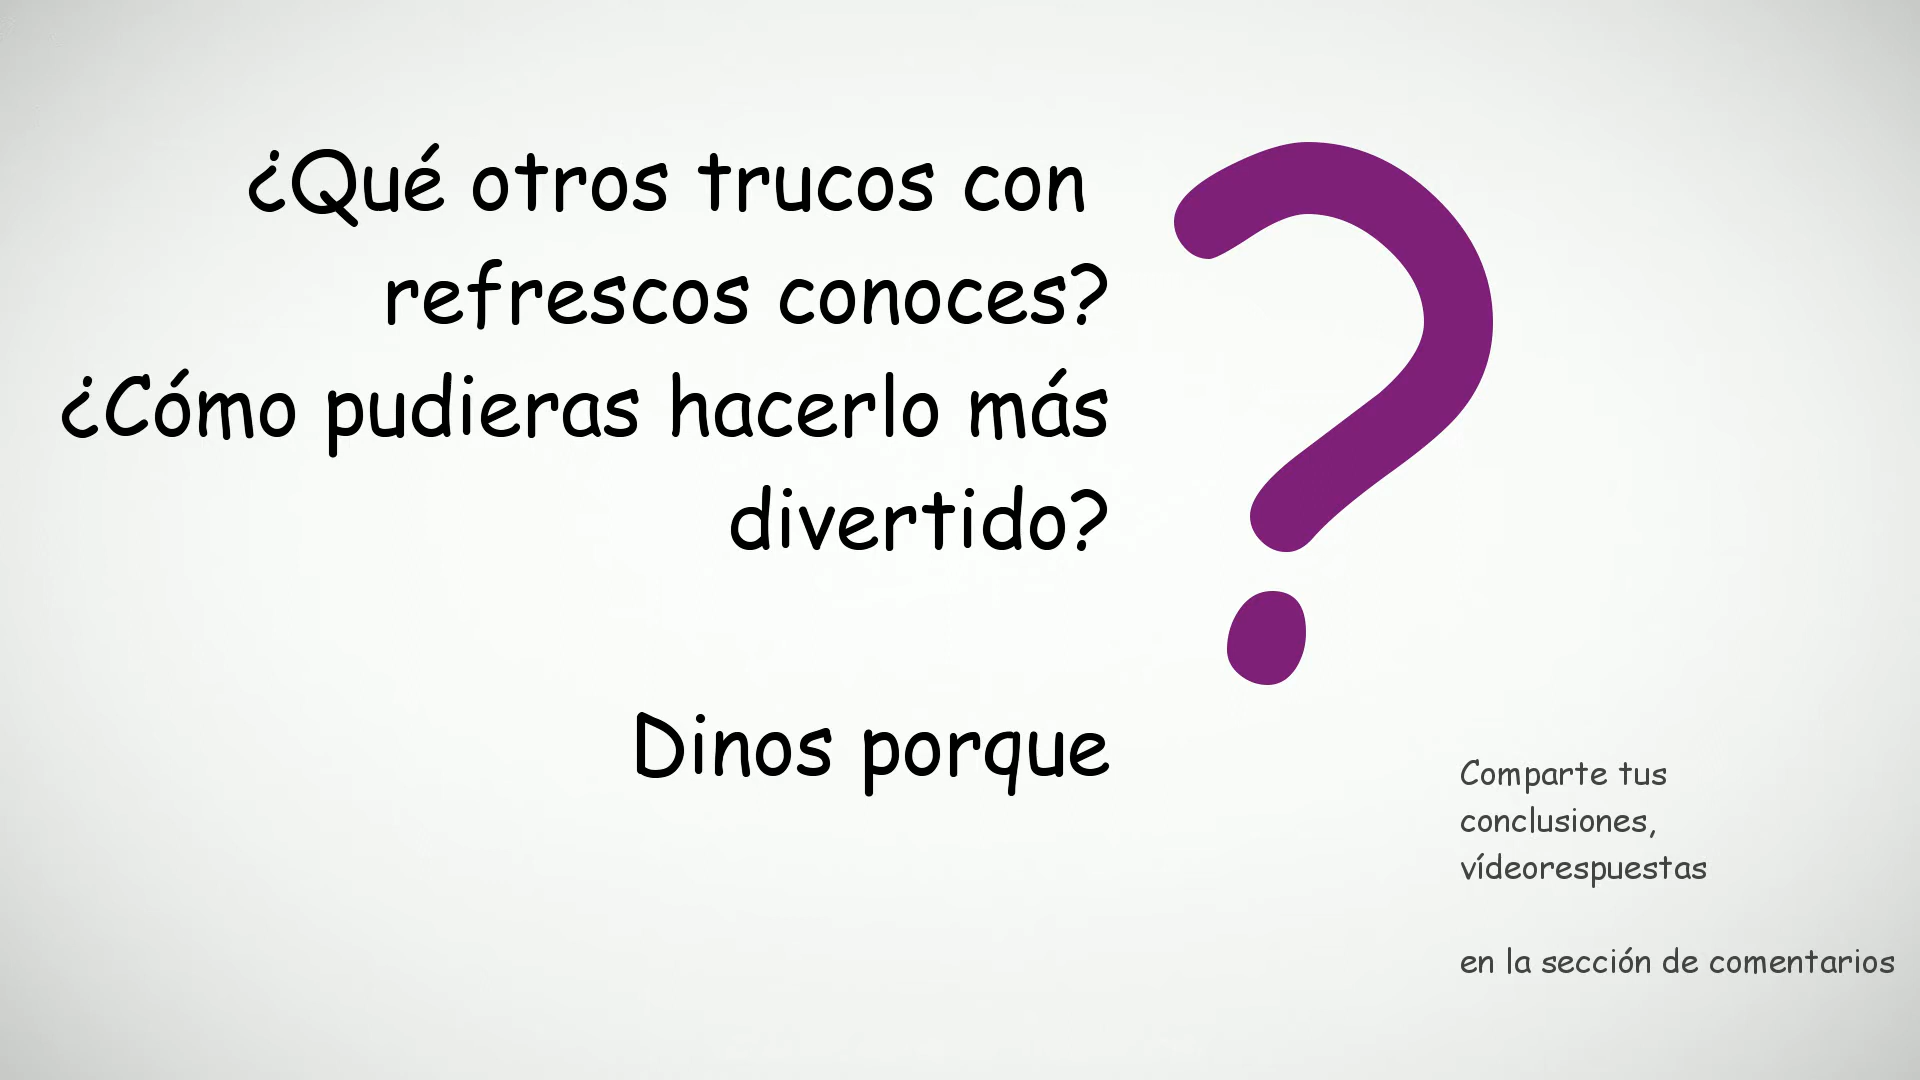 ¿Qué otros trucos con
refrescos conoces?
¿Cómo pudieras hacerlo más
divertido?
Dinos porque
?
Comparte tus
conclusiones,
vídeorespuestas
en la sección de comentarios